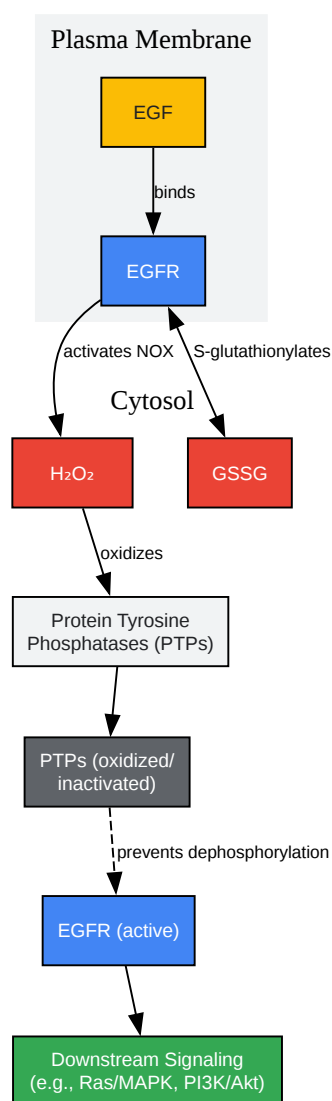 Plasma Membrane
EGF
binds
EGFR
activates NOX
S-glutathionylates
Cytosol
H₂O₂
GSSG
oxidizes
Protein Tyrosine
Phosphatases (PTPs)
PTPs (oxidized/
inactivated)
prevents dephosphorylation
EGFR (active)
Downstream Signaling
(e.g., Ras/MAPK, PI3K/Akt)